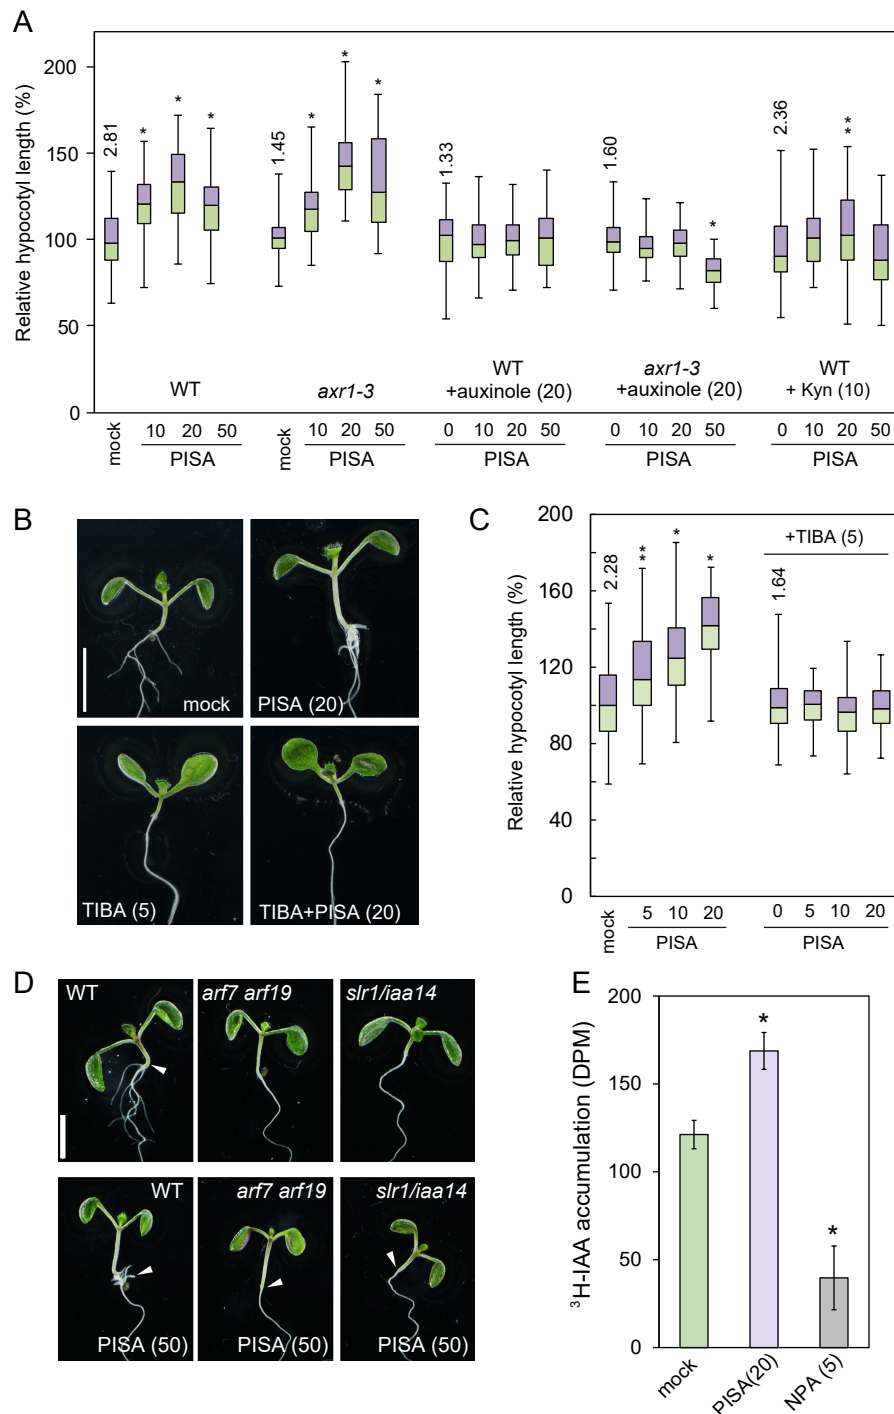 A
Relative hypocotyl length (%)
200
150
100
50
0
2.81
*
*
*
1.45
*
*
*
1.33
1.60
*
2.36
**
WT
axr1-3
WT
+auxinole (20)
axr1-3
+auxinole (20)
WT
+ Kyn (10)
mock
10 20 50
PISA
mock
10 20 50
PISA
0 10 20 50
PISA
0 10 20 50
PISA
0 10 20 50
PISA
B
mock
PISA (20)
TIBA (5)
TIBA+PISA (20)
C
Relative hypocotyl length (%)
200
160
120
80
40
0
2.28
**
*
*
+TIBA (5)
1.64
mock
5 10 20
PISA
0 5 10 20
PISA
D
WT
arf7 arf19
slr1/iaa14
WT
PISA (50)
arf7 arf19
PISA (50)
slr1/iaa14
PISA (50)
E
³H-IAA accumulation (DPM)
200
150
100
50
0
*
*
mock
PISA(20)
NPA (5)